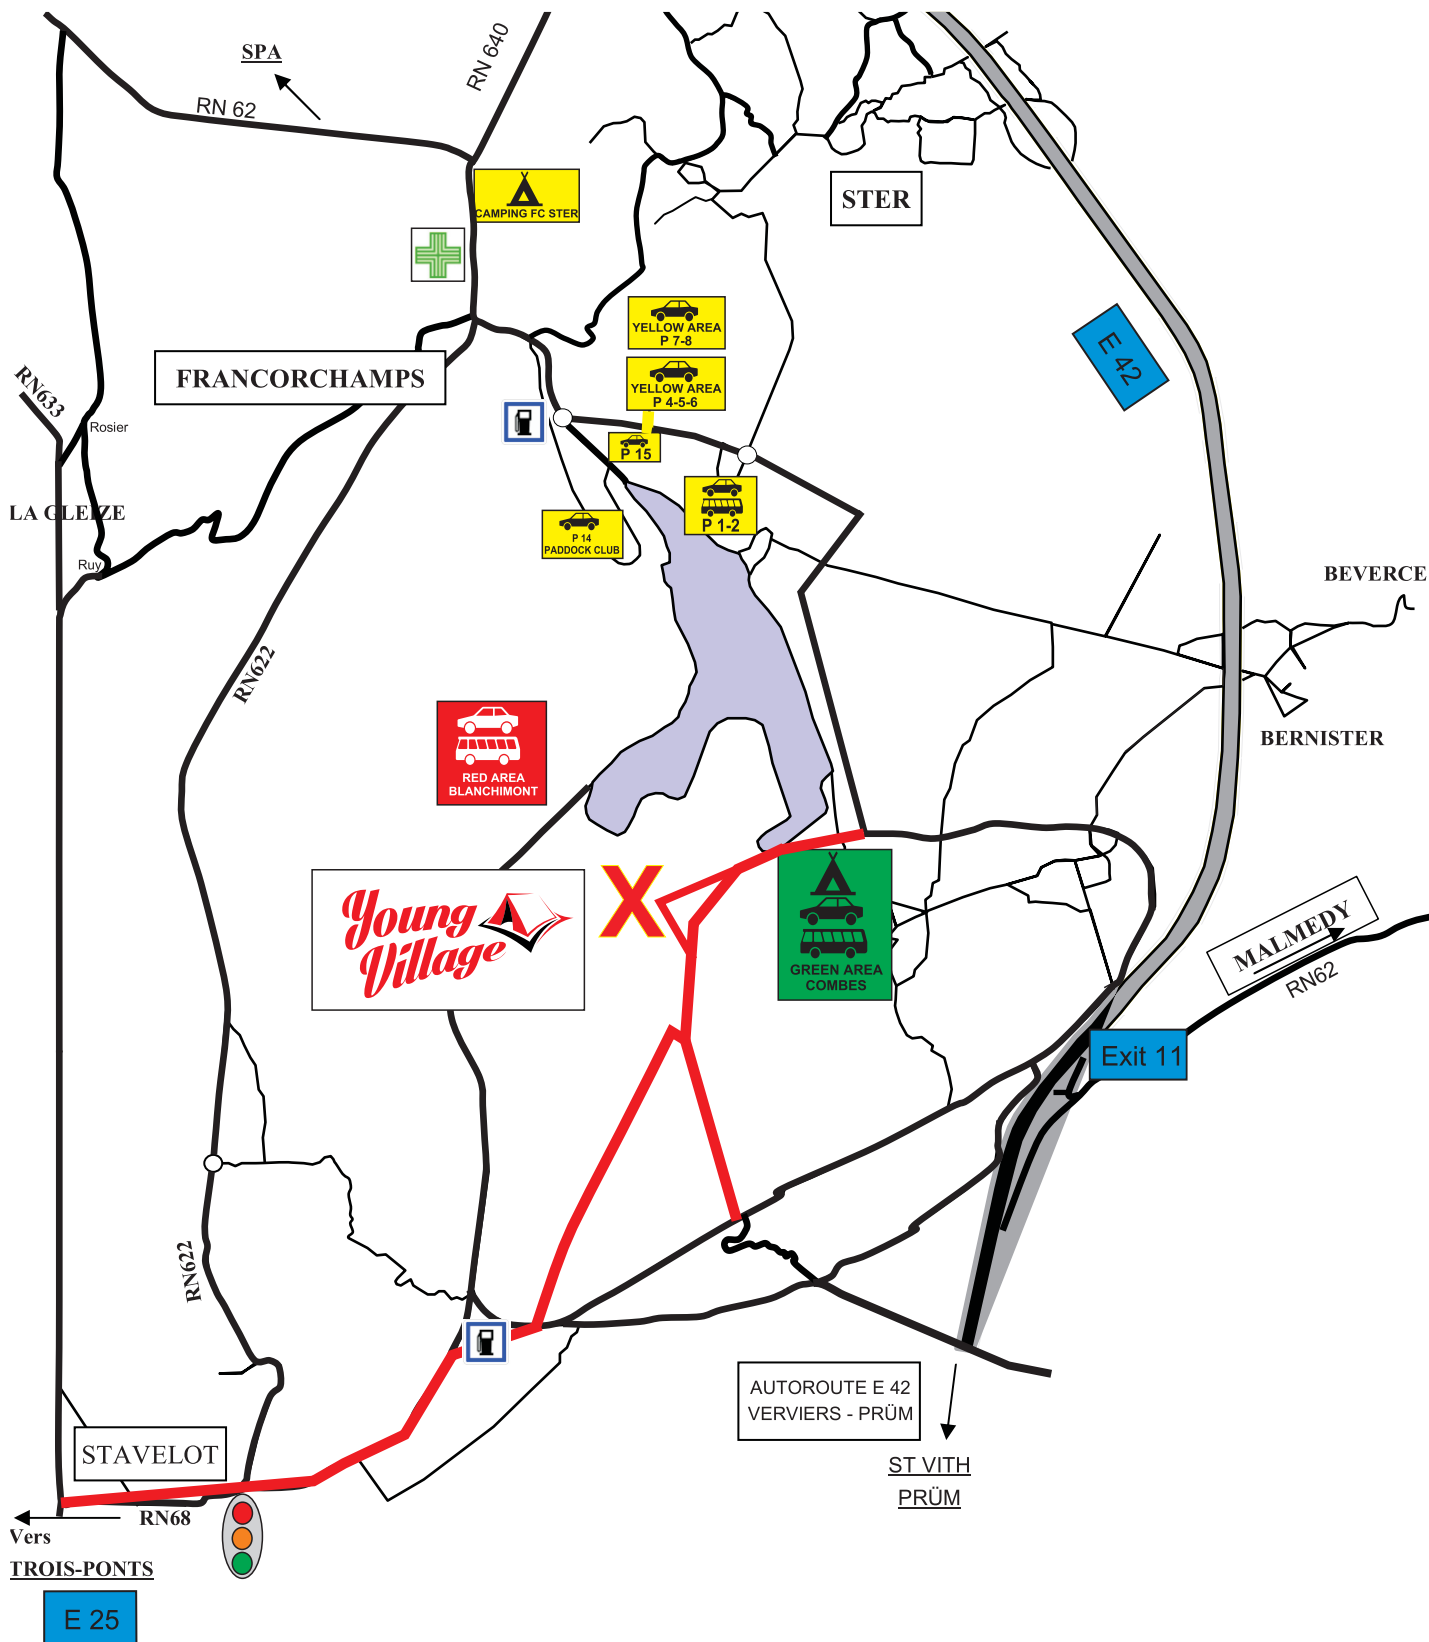 RN 640
SPA
RN 62
CAMPING FC STER
STER
YELLOW AREA
P 7-8
E 42
YELLOW AREA
P 4-5-6
FRANCORCHAMPS
RN633
Rosier
P 15
LA GLEIZE
P 1-2
P 14
PADDOCK CLUB
Ruy
BEVERCE
RN622
BERNISTER
RED AREA
BLANCHIMONT
X
Young
Village
GREEN AREA
COMBES
MALMEDY
RN62
Exit 11
RN622
AUTOROUTE E 42
VERVIERS - PRÜM
STAVELOT
ST VITH
PRÜM
RN68
Vers
TROIS-PONTS
E 25